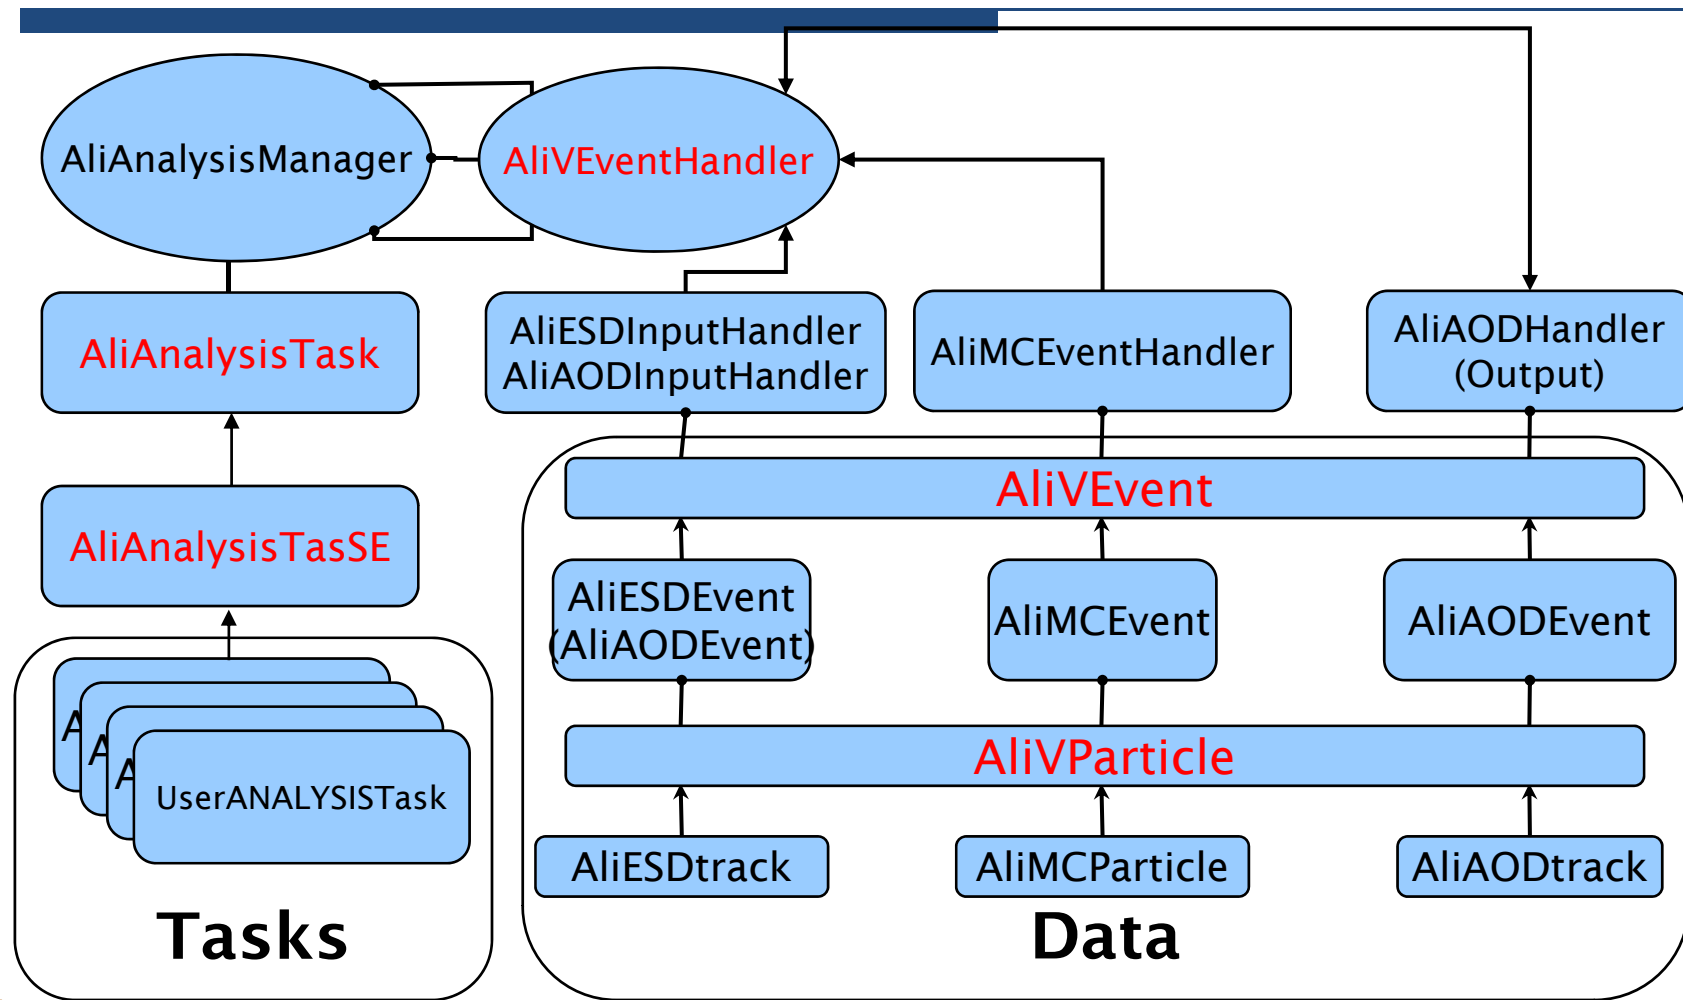 AliAnalysisManager
AliVEventHandler
AliAnalysisTask
AliESDInputHandler
AliAODInputHandler
AliMCEventHandler
AliAODHandler
(Output)
AliVEvent
AliAnalysisTasSE
AliESDEvent
(AliAODEvent)
AliMCEvent
AliAODEvent
A
A
A
UserANALYSISTask
AliVParticle
AliESDtrack
AliMCParticle
AliAODtrack
Tasks
Data